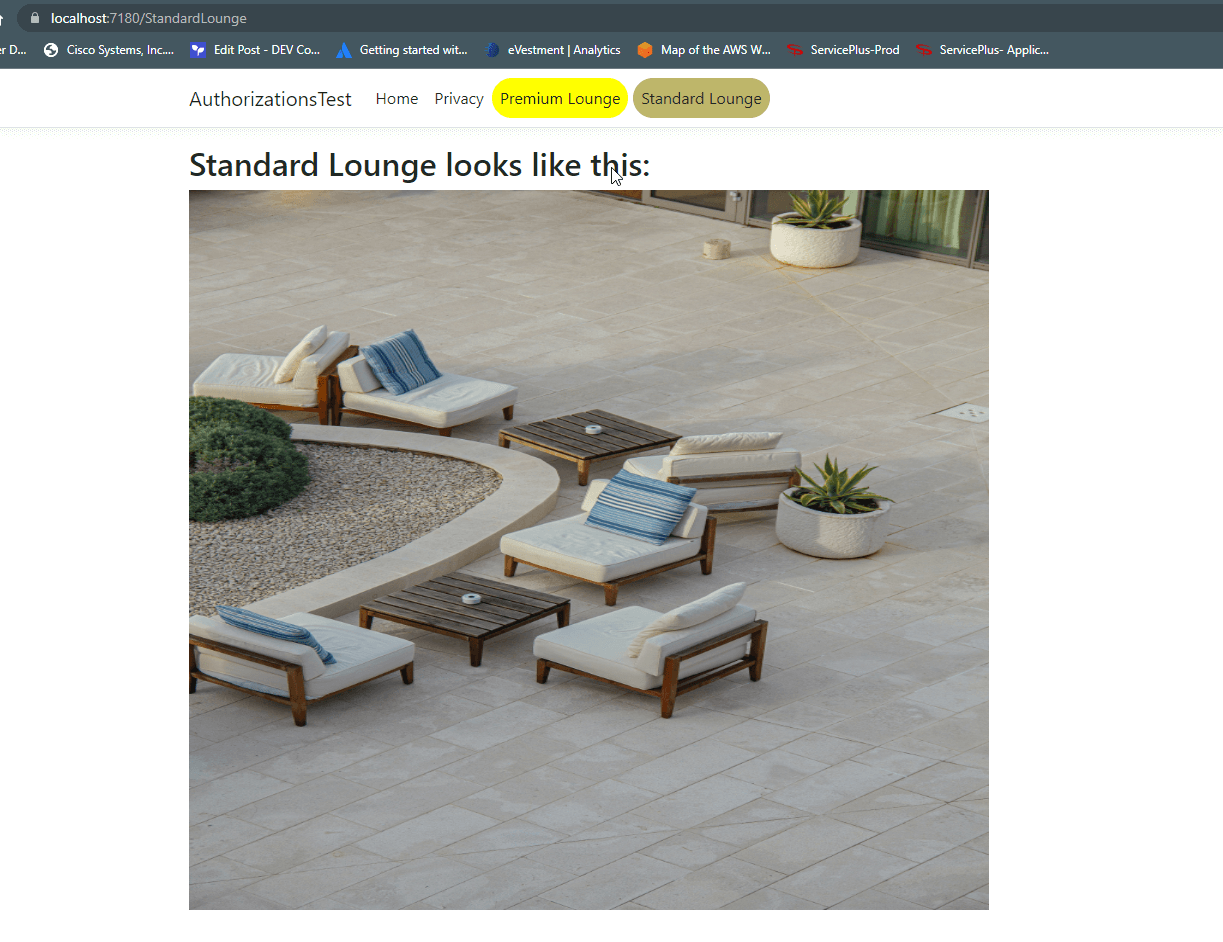 localhost:7180/StandardLounge
er D... Cisco Systems, Inc.... Edit Post - DEV Co... Getting started wit... eVestment | Analytics Map of the AWS W... ServicePlus-Prod ServicePlus- Applic...
AuthorizationsTest Home Privacy Premium Lounge Standard Lounge
Standard Lounge looks like this: